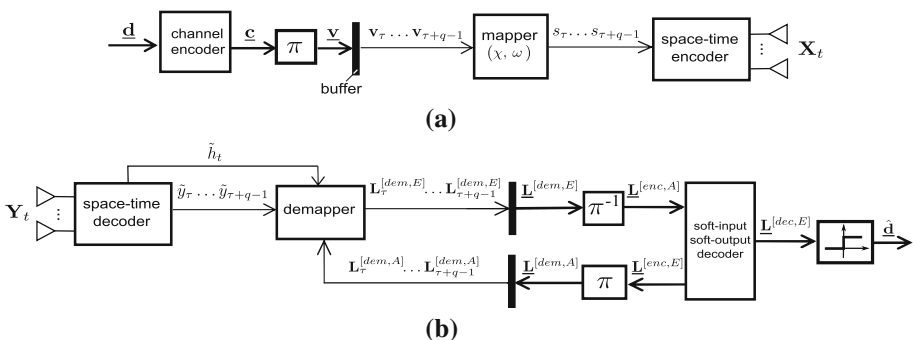 d̲ channel encoder c̲ π v̲ v_τ … v_{τ+q−1} mapper (χ, ω) s_τ … s_{τ+q−1} space-time encoder X_t
buffer
(a)
h̃_t
Y_t space-time decoder ỹ_τ … ỹ_{τ+q−1} demapper L_τ^{[dem,E]} … L_{τ+q−1}^{[dem,E]} L̲^{[dem,E]} π^{-1} L̲^{[enc,A]} soft-input soft-output decoder L̲^{[dec,E]} d̲̂
L_τ^{[dem,A]} … L_{τ+q−1}^{[dem,A]} L̲^{[dem,A]} π L̲^{[enc,E]}
(b)